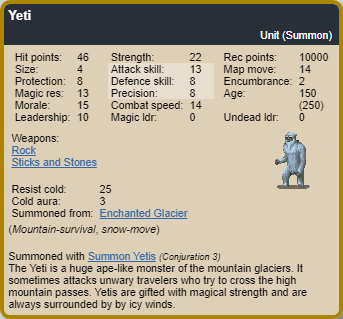 Yeti
Unit (Summon)
Hit points: 46 Strength: 22 Rec points: 10000
Size: 4 Attack skill: 13 Map move: 14
Protection: 8 Defence skill: 8 Encumbrance: 2
Magic res: 13 Precision: 8 Age: 150
Morale: 15 Combat speed: 14 (250)
Leadership: 10 Magic ldr: 0 Undead ldr: 0
Weapons:
Rock
Sticks and Stones
Resist cold: 25
Cold aura: 3
Summoned from: Enchanted Glacier
(Mountain-survival, snow-move)
Summoned with Summon Yetis (Conjuration 3)
The Yeti is a huge ape-like monster of the mountain glaciers. It
sometimes attacks unwary travelers who try to cross the high
mountain passes. Yetis are gifted with magical strength and are
always surrounded by by icy winds.